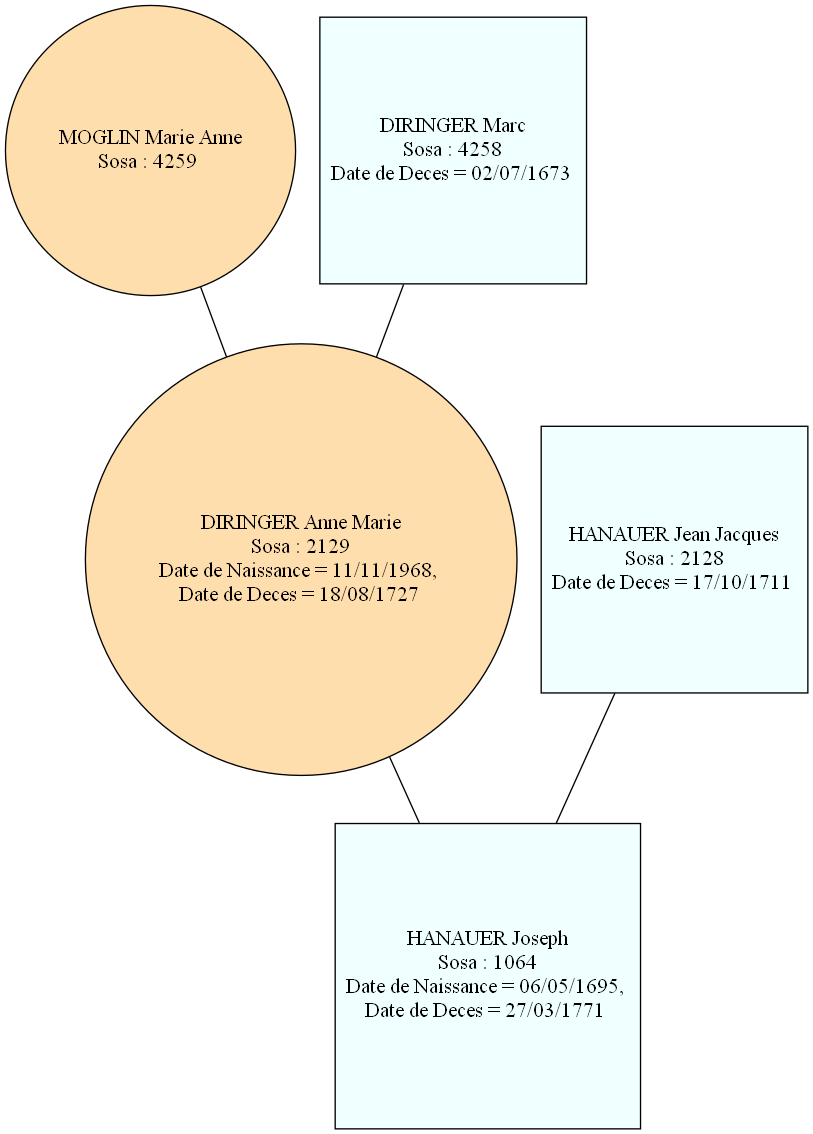 MOGLIN Marie Anne
Sosa : 4259
DIRINGER Marc
Sosa : 4258
Date de Deces = 02/07/1673
DIRINGER Anne Marie
Sosa : 2129
Date de Naissance = 11/11/1968,
Date de Deces = 18/08/1727
HANAUER Jean Jacques
Sosa : 2128
Date de Deces = 17/10/1711
HANAUER Joseph
Sosa : 1064
Date de Naissance = 06/05/1695,
Date de Deces = 27/03/1771